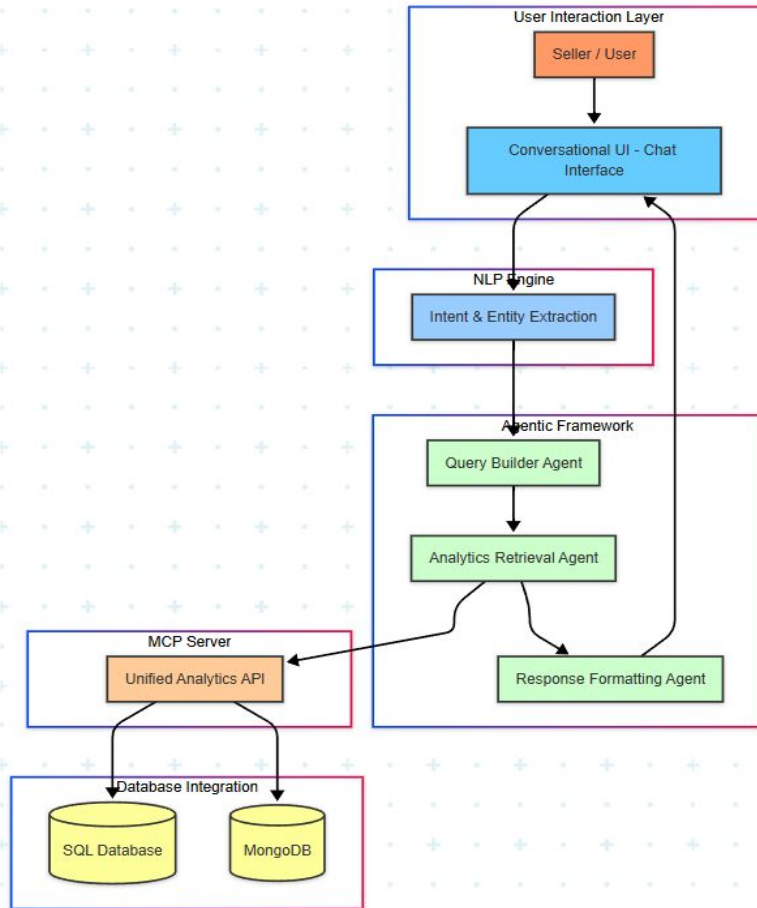 User Interaction Layer
Seller / User
Conversational UI - Chat
Interface
NLP Engine
Intent & Entity Extraction
Agentic Framework
Query Builder Agent
Analytics Retrieval Agent
MCP Server
Unified Analytics API
Response Formatting Agent
Database Integration
SQL Database
MongoDB